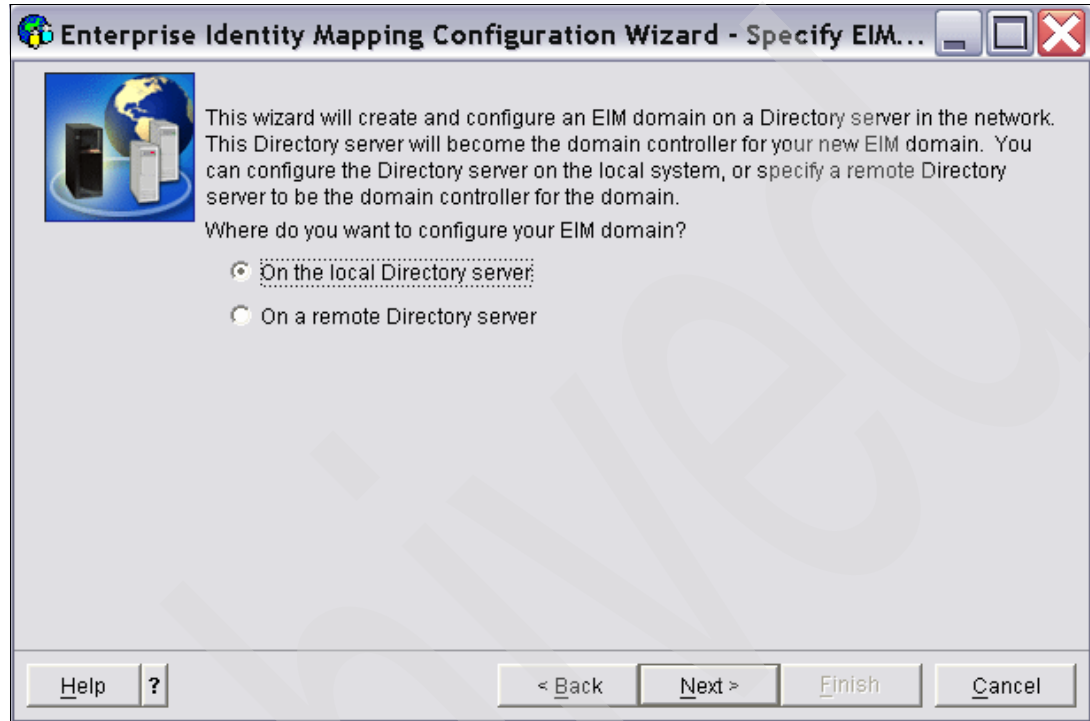 Enterprise Identity Mapping Configuration Wizard - Specify EIM...
This wizard will create and configure an EIM domain on a Directory server in the network.
This Directory server will become the domain controller for your new EIM domain. You
can configure the Directory server on the local system, or specify a remote Directory
server to be the domain controller for the domain.
Where do you want to configure your EIM domain?
On the local Directory server
On a remote Directory server
Help ? < Back Next > Finish Cancel